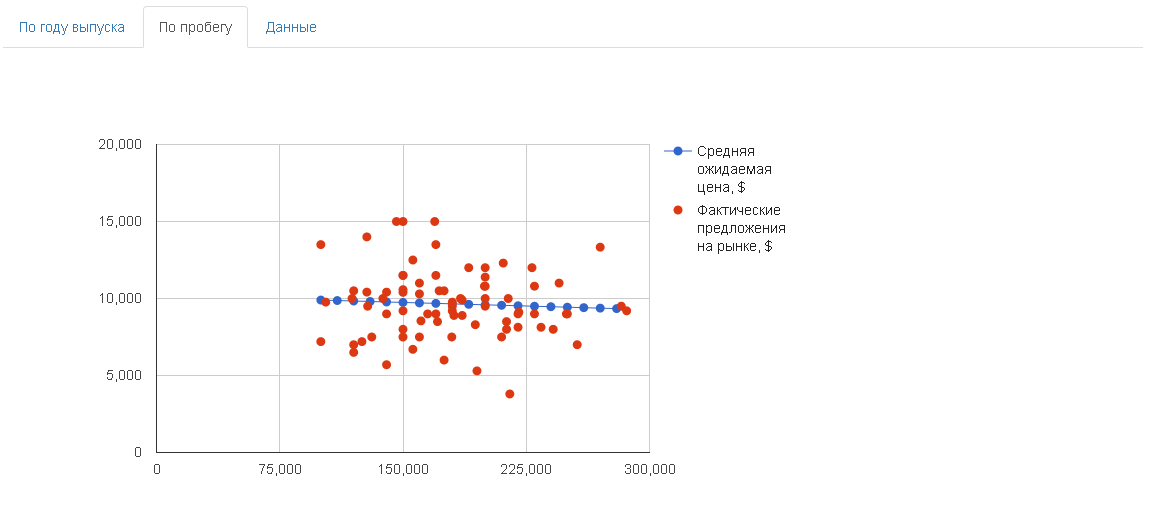 По году выпуска
По пробегу
Данные
20,000
15,000
10,000
5,000
0
0
75,000
150,000
225,000
300,000
Средняя
ожидаемая
цена, $
Фактические
предложения
на рынке, $